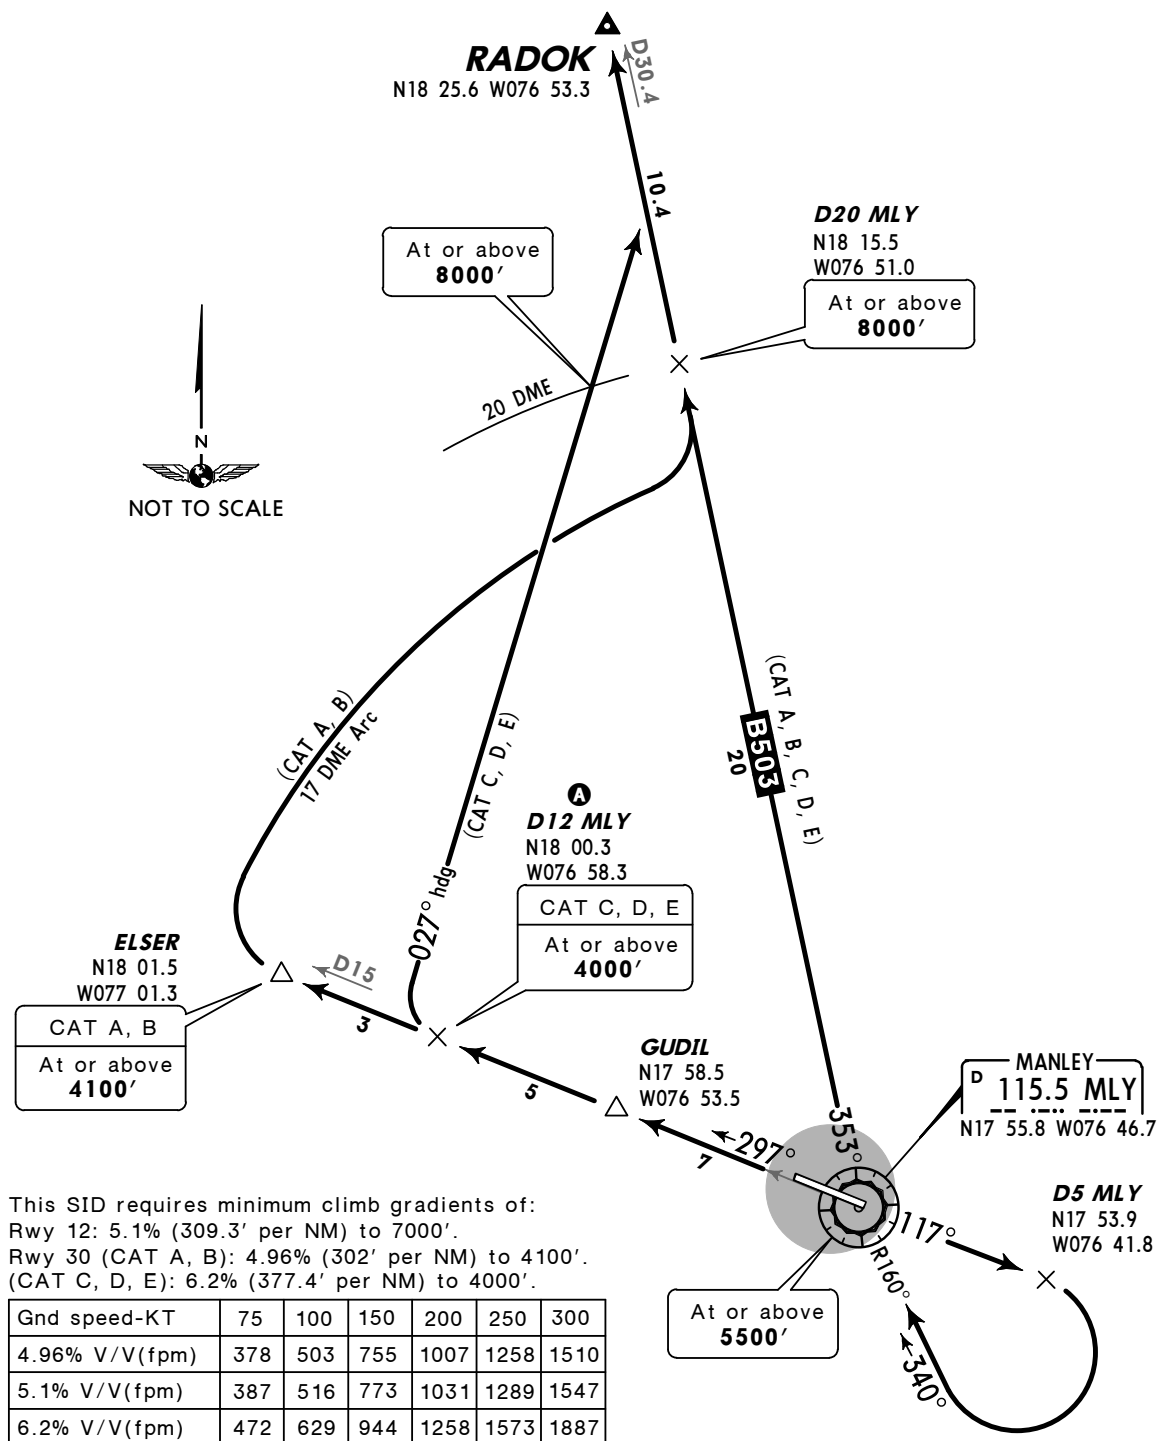 RADOK
N18 25.6 W076 53.3
D30.4
10.4
D20 MLY
N18 15.5
W076 51.0
At or above
8000′
At or above
8000′
20 DME
N
NOT TO SCALE
(CAT A, B)
17 DME Arc
(CAT C, D, E)
027° hdg
(CAT A, B, C, D, E)
B503
20
A
D12 MLY
N18 00.3
W076 58.3
CAT C, D, E
At or above
4000′
ELSER
N18 01.5
W077 01.3
CAT A, B
At or above
4100′
D15
3
5
GUDIL
N17 58.5
W076 53.5
7
297°
353°
MANLEY
D 115.5 MLY
N17 55.8 W076 46.7
D5 MLY
N17 53.9
W076 41.8
117°
R160°
340°
At or above
5500′
This SID requires minimum climb gradients of:
Rwy 12: 5.1% (309.3′ per NM) to 7000′.
Rwy 30 (CAT A, B): 4.96% (302′ per NM) to 4100′.
(CAT C, D, E): 6.2% (377.4′ per NM) to 4000′.
Gnd speed-KT 75 100 150 200 250 300
4.96% V/V(fpm) 378 503 755 1007 1258 1510
5.1% V/V(fpm) 387 516 773 1031 1289 1547
6.2% V/V(fpm) 472 629 944 1258 1573 1887